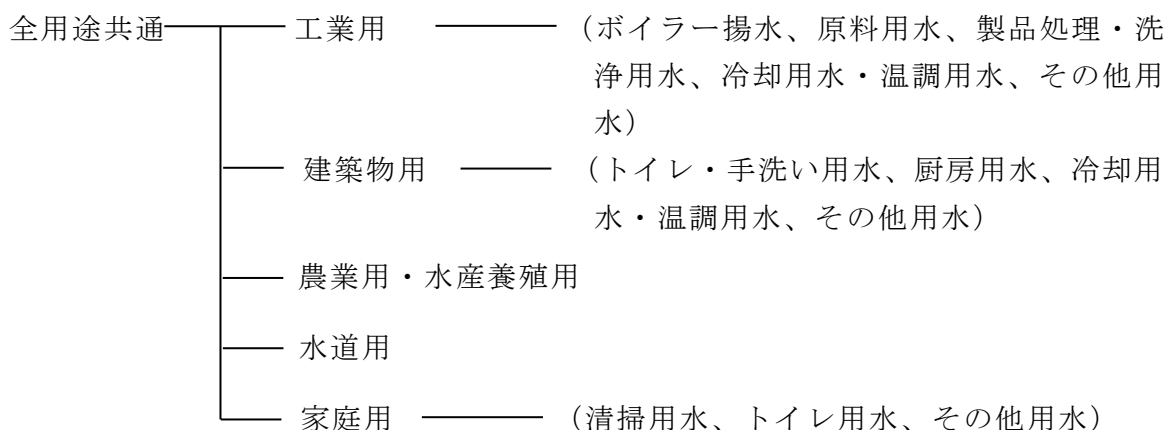 全用途共通 工業用 （ボイラー揚水、原料用水、製品処理・洗
浄用水、冷却用水・温調用水、その他用
水）
建築物用 （トイレ・手洗い用水、厨房用水、冷却用
水・温調用水、その他用水）
農業用・水産養殖用
水道用
家庭用 （清掃用水、トイレ用水、その他用水）